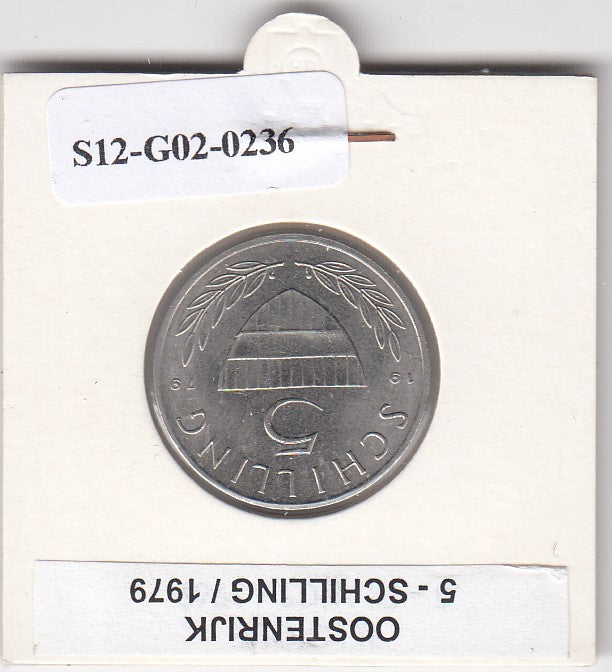 S12-G02-0236
SCHILLING
5
19 79
OOSTENRIJK
5 - SCHILLING / 1979